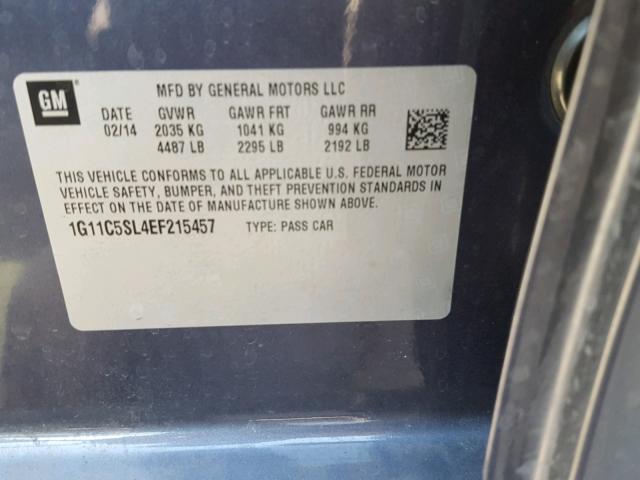 GM
MFD BY GENERAL MOTORS LLC
DATE GVWR GAWR FRT GAWR RR
02/14 2035 KG 1041 KG 994 KG
4487 LB 2295 LB 2192 LB
THIS VEHICLE CONFORMS TO ALL APPLICABLE U.S. FEDERAL MOTOR
VEHICLE SAFETY, BUMPER, AND THEFT PREVENTION STANDARDS IN
EFFECT ON THE DATE OF MANUFACTURE SHOWN ABOVE.
1G11C5SL4EF215457 TYPE: PASS CAR